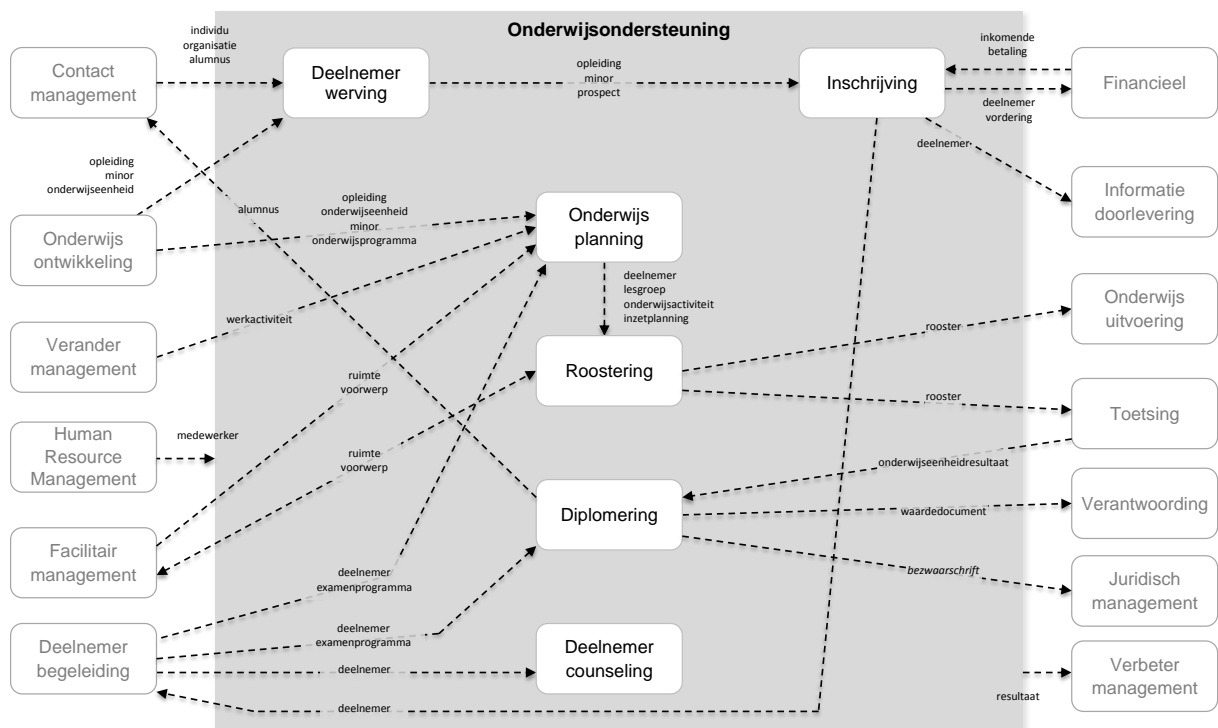 Onderwijsondersteuning
individu
organisatie
alumnus
Contact
management
Deelnemer
werving
opleiding
minor
prospect
Inschrijving
inkomende
betaling
Financieel
deelnemer
vordering
deelnemer
opleiding
minor
onderwijseenheid
Onderwijs
ontwikkeling
alumnus
opleiding
onderwijseenheid
minor
onderwijsprogramma
Onderwijs
planning
Informatie
doorlevering
deelnemer
lesgroep
onderwijsactiviteit
inzetplanning
Onderwijs
uitvoering
werkactiviteit
Verander
management
rooster
Roostering
ruimte
voorwerp
rooster
Toetsing
Human
Resource
Management
medewerker
ruimte
voorwerp
onderwijseenheidresultaat
Diplomering
waardedocument
Verantwoording
Facilitair
management
bezwaarschrift
Juridisch
management
deelnemer
examenprogramma
Deelnemer
begeleiding
deelnemer
examenprogramma
deelnemer
Deelnemer
counseling
deelnemer
resultaat
Verbeter
management